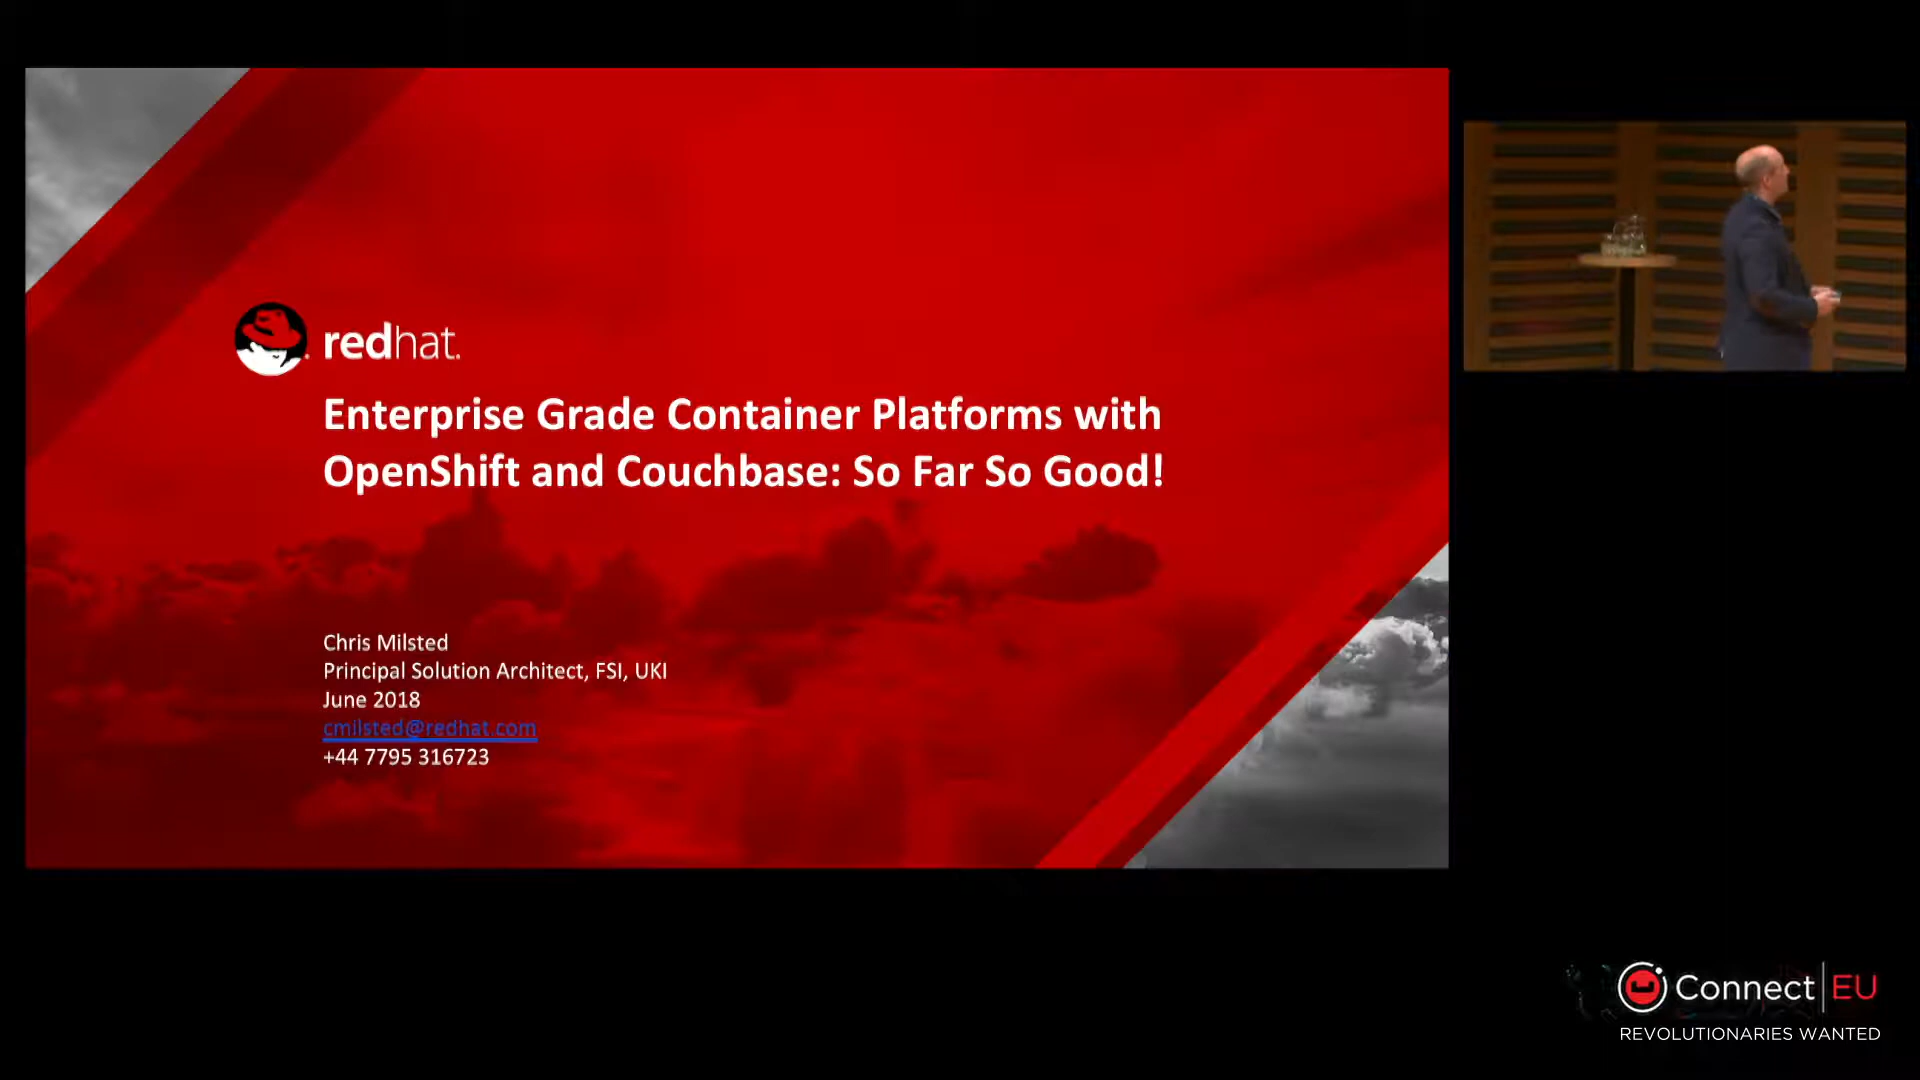 redhat.
Enterprise Grade Container Platforms with
OpenShift and Couchbase: So Far So Good!
Chris Milsted
Principal Solution Architect, FSI, UKI
June 2018
cmilsted@redhat.com
+44 7795 316723
Connect | EU
REVOLUTIONARIES WANTED